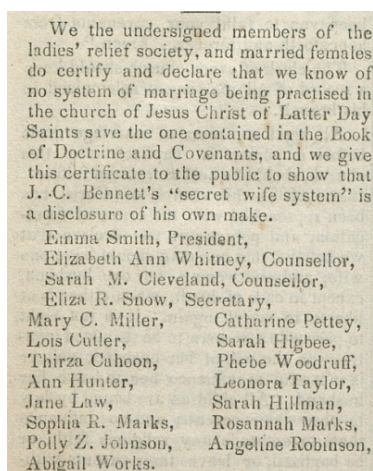 We the undersigned members of the
ladies' relief society, and married females
do certify and declare that we know of
no system of marriage being practised in
the church of Jesus Christ of Latter Day
Saints save the one contained in the Book
of Doctrine and Covenants, and we give
this certificate to the public to show that
J. C. Bennett's “secret wife system” is
a disclosure of his own make.
Emma Smith, President,
Elizabeth Ann Whitney, Counsellor,
Sarah M. Cleveland, Counsellor,
Eliza R. Snow, Secretary,
Mary C. Miller, Catharine Pettey,
Lois Cutler, Sarah Higbee,
Thirza Cahoon, Phebe Woodruff,
Ann Hunter, Leonora Taylor,
Jane Law, Sarah Hillman,
Sophia R. Marks, Rosannah Marks,
Polly Z. Johnson, Angeline Robinson,
Abigail Works.